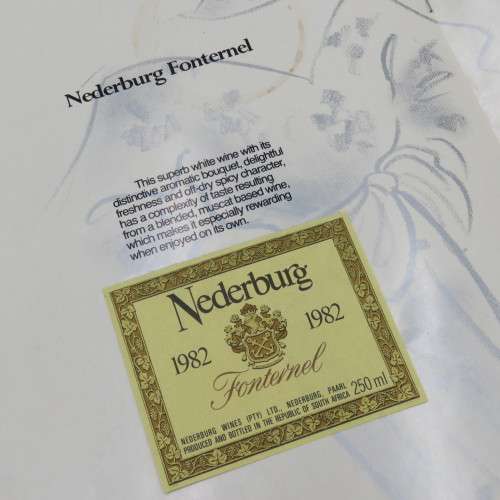 Nederburg Fonternel
This superb white wine with its
distinctive aromatic bouquet, delightful
freshness and off-dry spicy character,
has a complexity of taste resulting
from a blended, muscat based wine,
which makes it especially rewarding
when enjoyed on its own.
Nederburg
1982 1982
Fonternel
250 ml
NEDERBURG WINES (PTY) LTD., NEDERBURG, PAARL
PRODUCED AND BOTTLED IN THE REPUBLIC OF SOUTH AFRICA